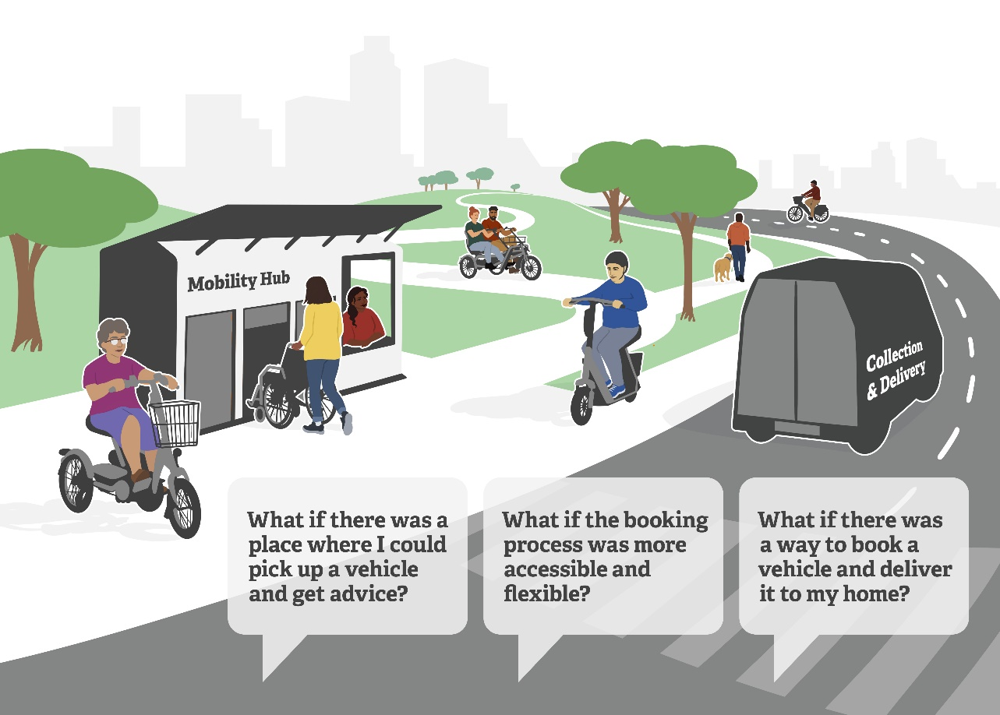 Mobility Hub
Collection
& Delivery
What if there was a
place where I could
pick up a vehicle
and get advice?
What if the booking
process was more
accessible and
flexible?
What if there was
a way to book a
vehicle and deliver
it to my home?